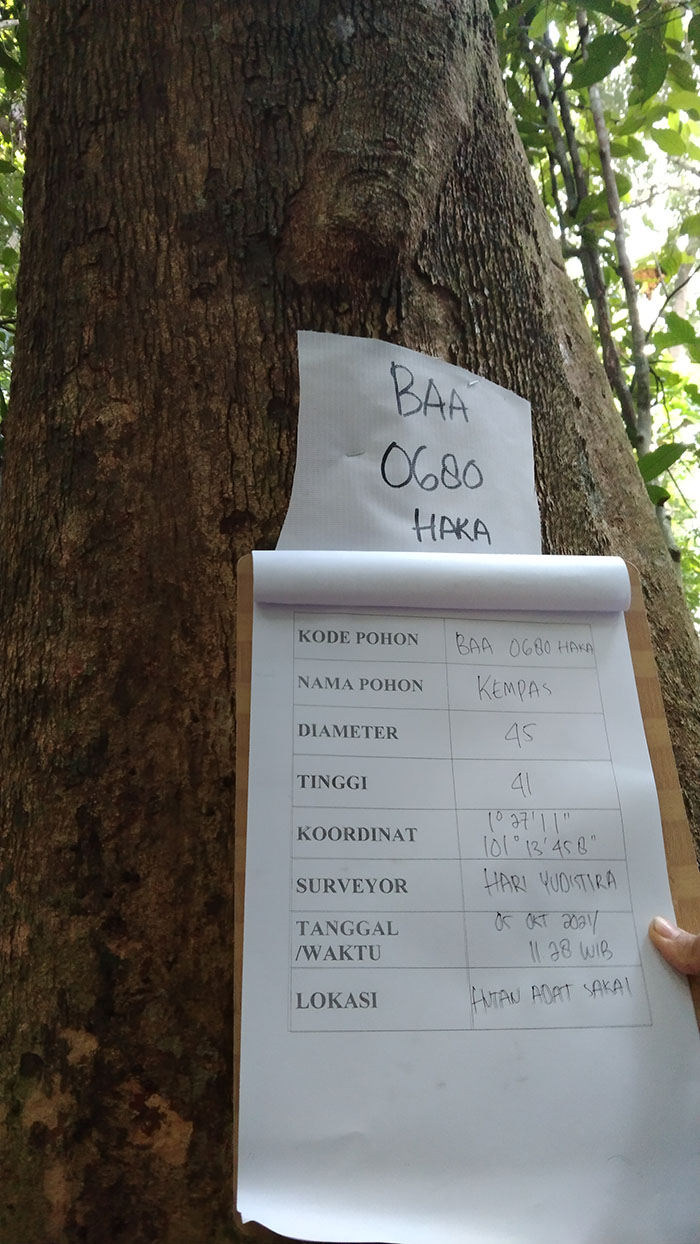 BAA
0680
HAKA
KODE POHON BAA 0680 HAKA
NAMA POHON KEMPAS
DIAMETER 45
TINGGI 41
KOORDINAT 1° 27' 11"
101° 13' 458"
SURVEYOR HARI YUDISTIRA
TANGGAL 05 OKT 2021/
/WAKTU 11 28 WIB
LOKASI HUTAN ADAT SAKAI